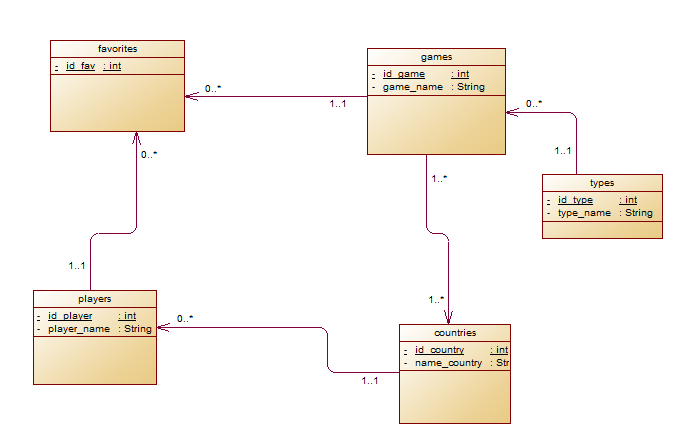 favorites
- id_fav : int
games
- id_game : int
- game_name : String
0..*
1..1
0..*
1..1
types
- id_type : int
- type_name : String
0..*
1..*
1..1
players
- id_player : int
- player_name : String
0..*
1..*
countries
- id_country : int
- name_country : Str
1..1